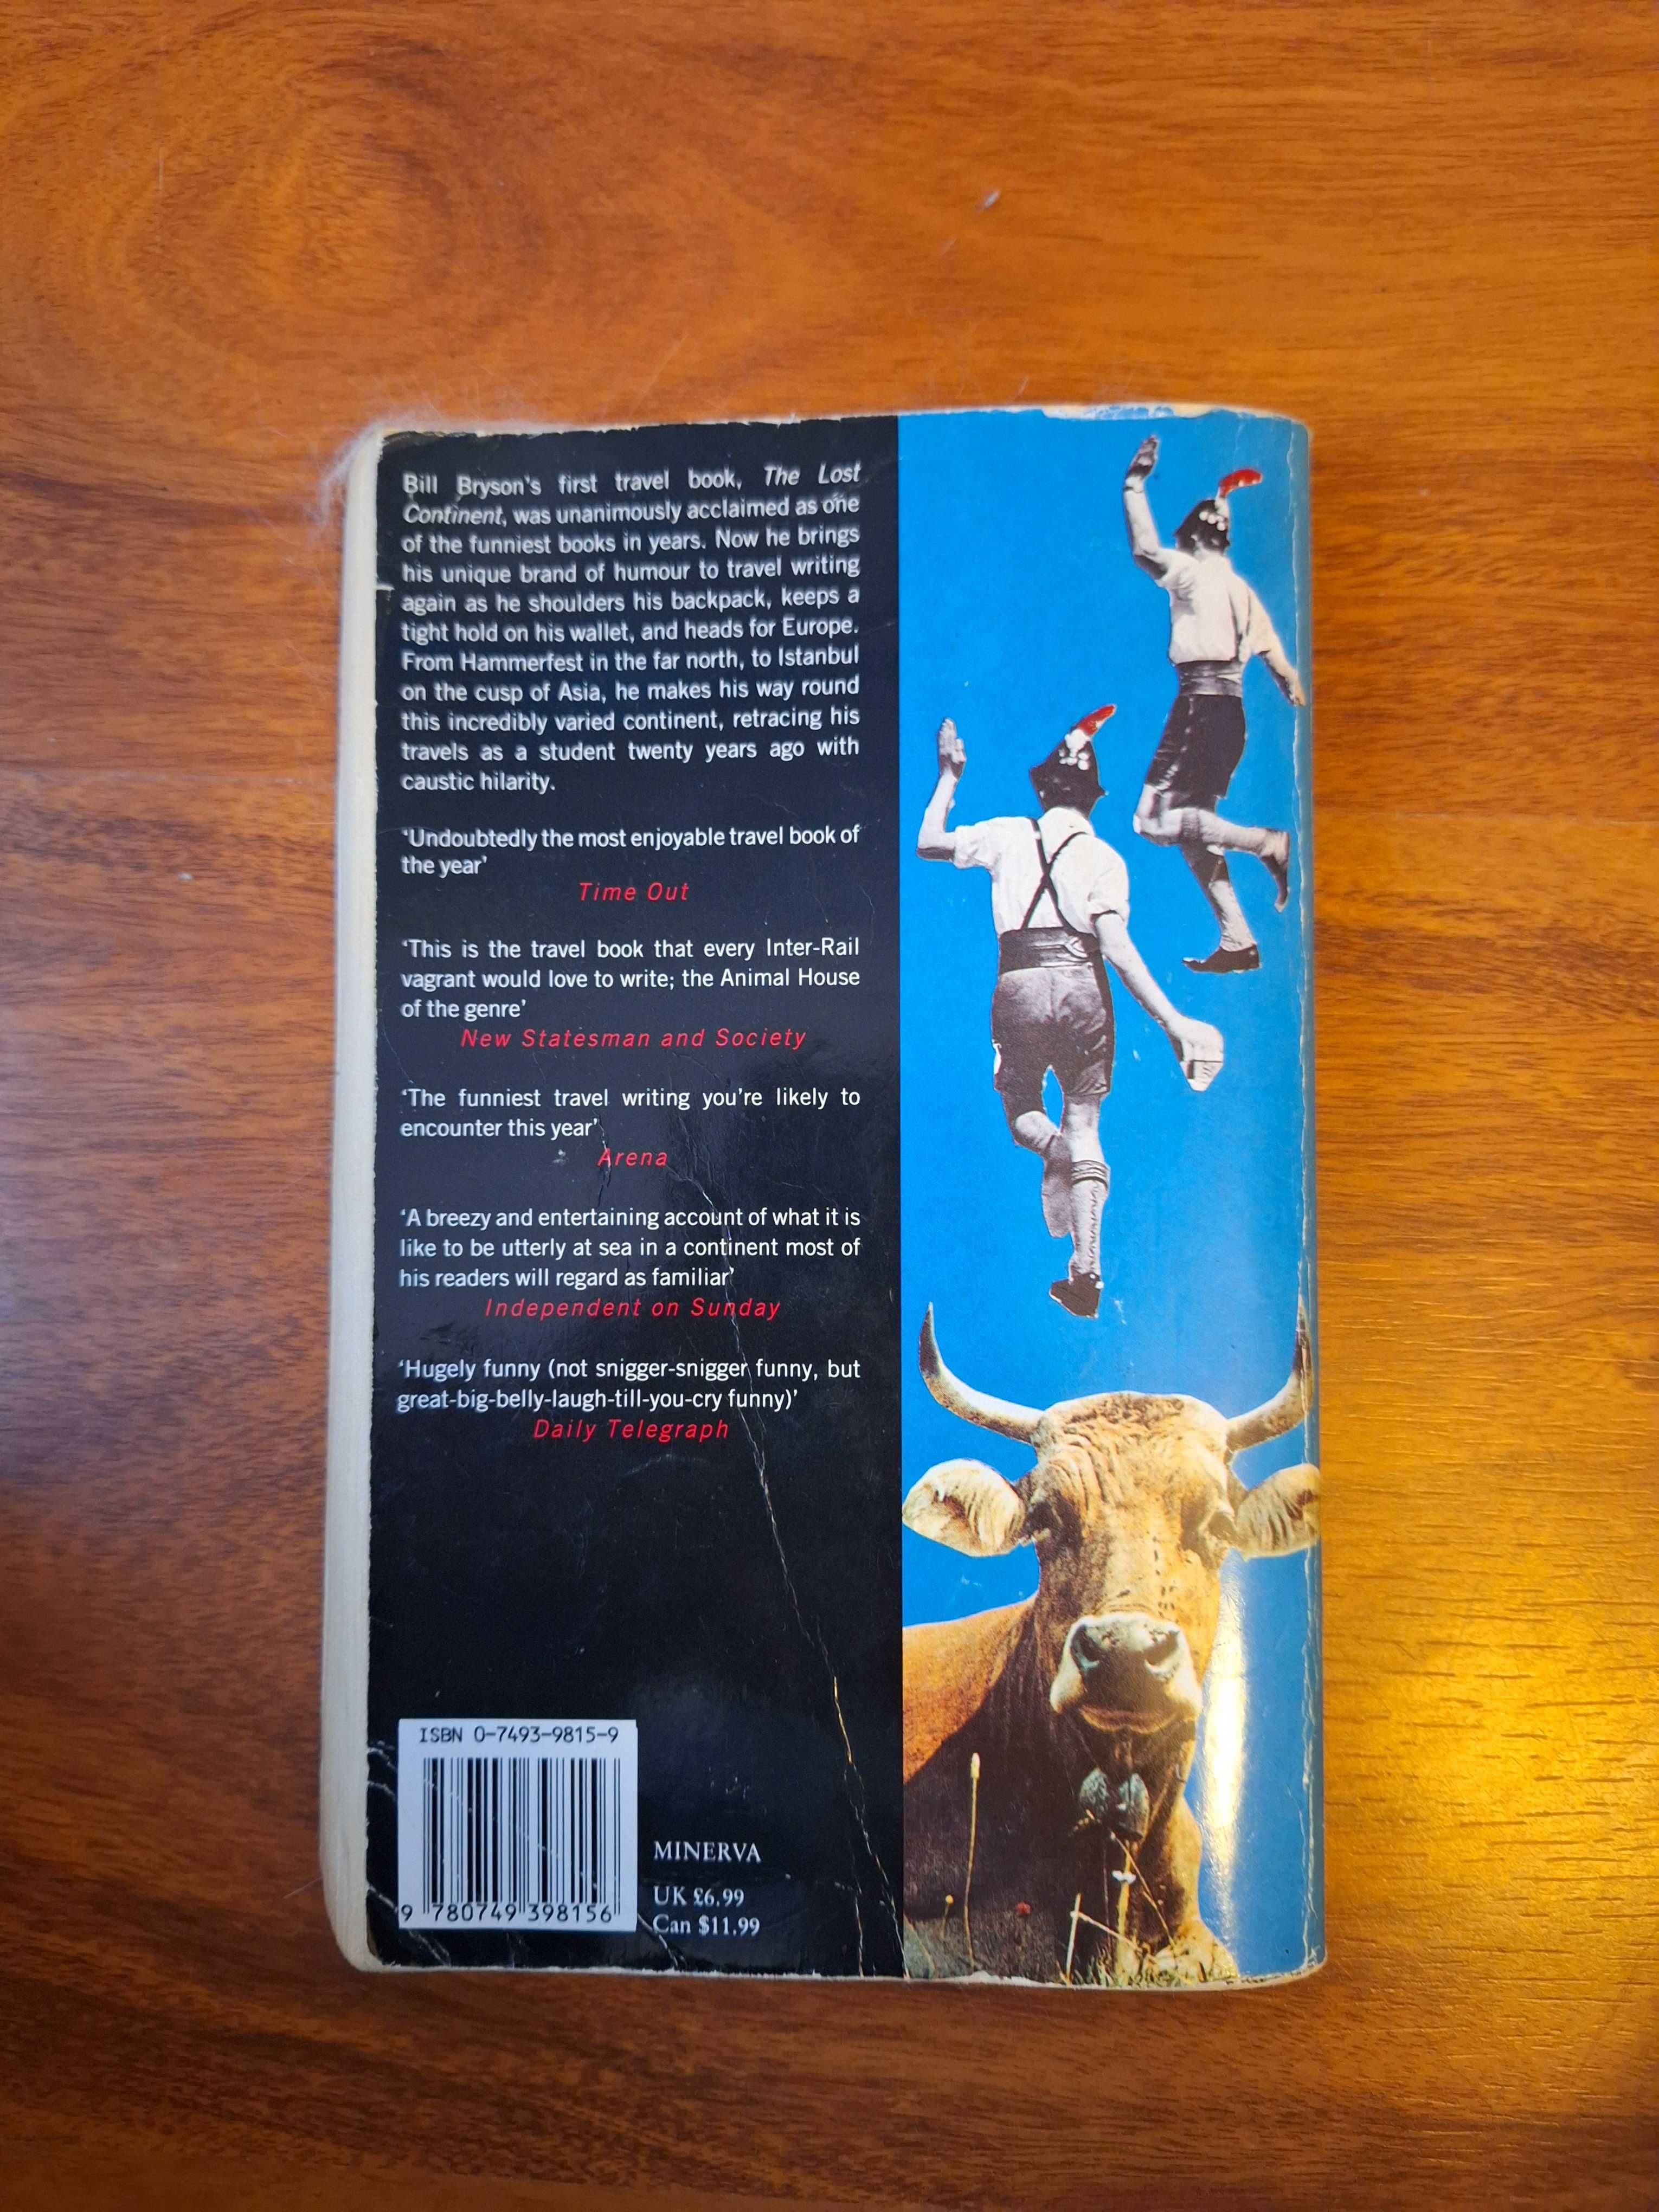 Bill Bryson's first travel book, The Lost
Continent, was unanimously acclaimed as one
of the funniest books in years. Now he brings
his unique brand of humour to travel writing
again as he shoulders his backpack, keeps a
tight hold on his wallet, and heads for Europe.
From Hammerfest in the far north, to Istanbul
on the cusp of Asia, he makes his way round
this incredibly varied continent, retracing his
travels as a student twenty years ago with
caustic hilarity.
‘Undoubtedly the most enjoyable travel book of
the year’
Time Out
‘This is the travel book that every Inter-Rail
vagrant would love to write; the Animal House
of the genre’
New Statesman and Society
‘The funniest travel writing you're likely to
encounter this year’
Arena
‘A breezy and entertaining account of what it is
like to be utterly at sea in a continent most of
his readers will regard as familiar’
Independent on Sunday
‘Hugely funny (not snigger-snigger funny, but
great-big-belly-laugh-till-you-cry funny)’
Daily Telegraph
ISBN 0-7493-9815-9
9 780749 398156
MINERVA
UK £6.99
Can $11.99